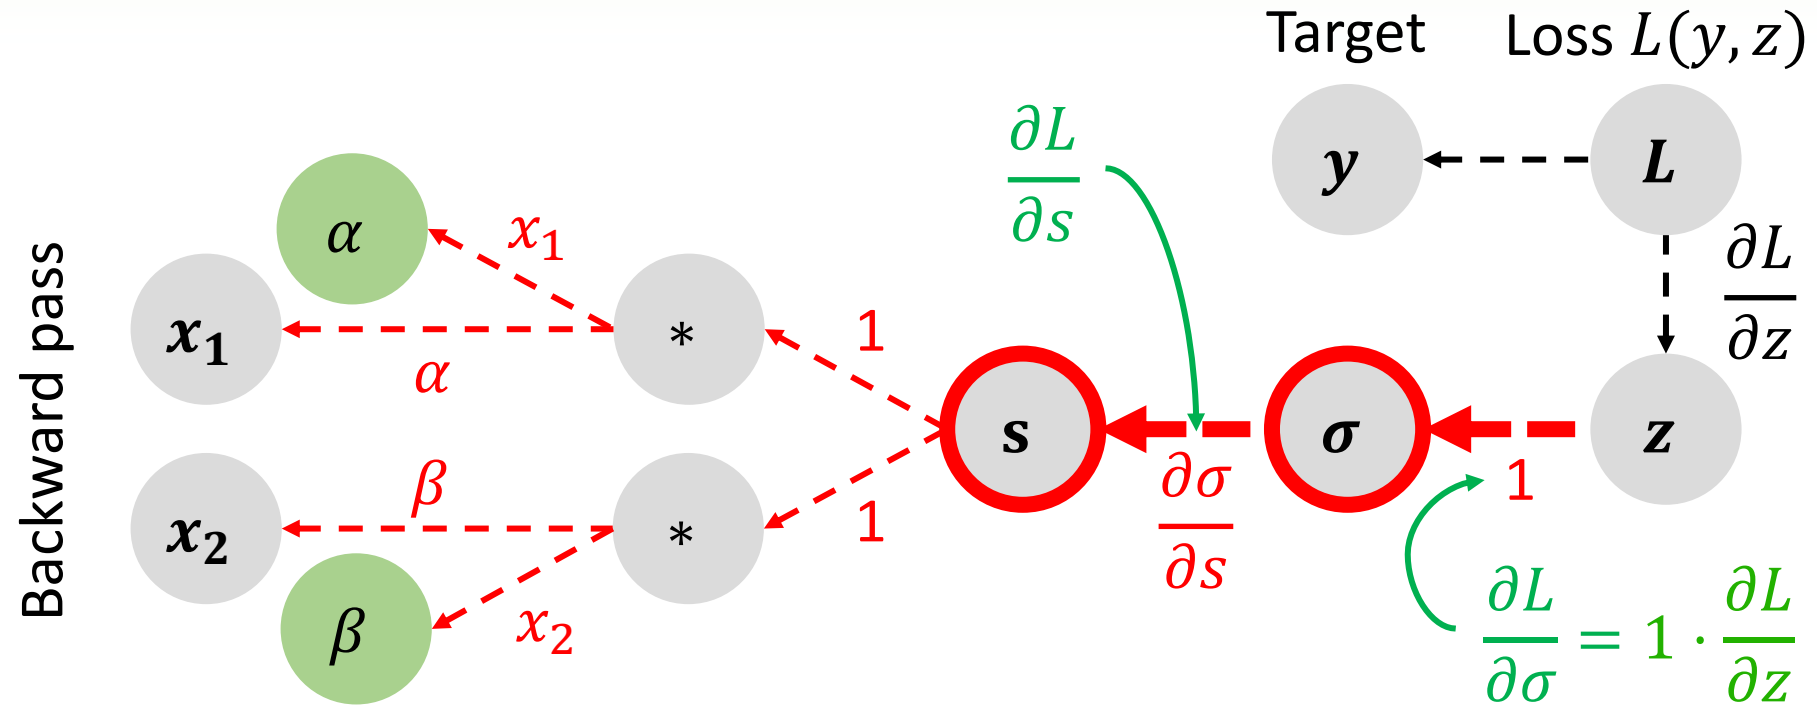 Target
Loss L(y, z)
∂L
∂s
y
L
α
x₁
∂L
∂z
x₁
α
*
1
Backward pass
s
σ
z
∂σ
∂s
1
x₂
β
*
1
β
x₂
∂L/∂σ = 1 · ∂L/∂z